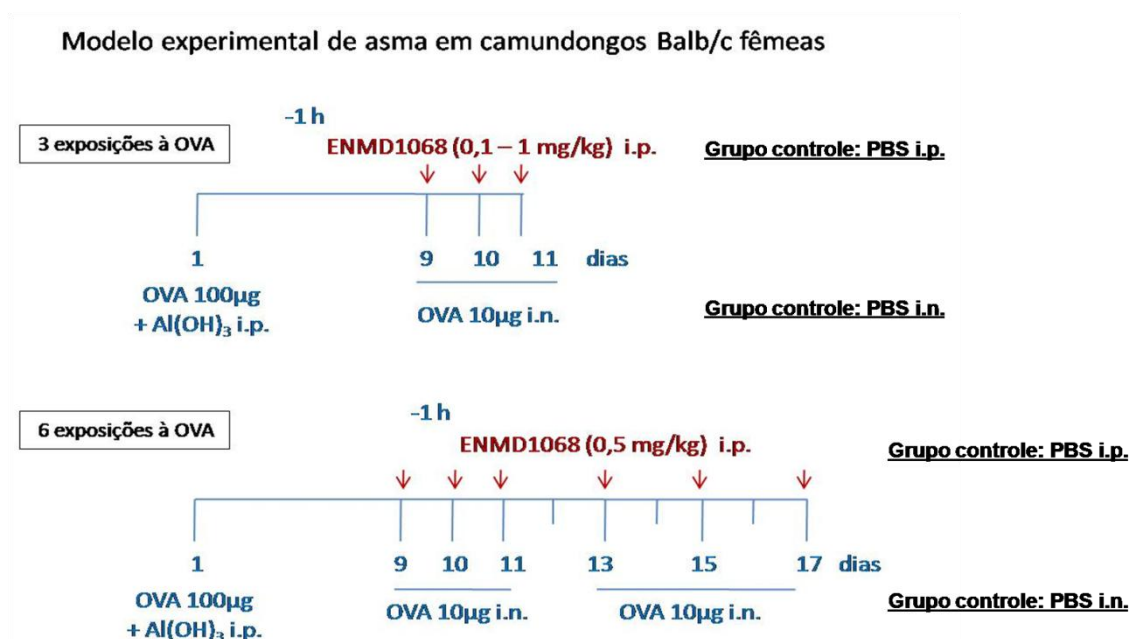 Modelo experimental de asma em camundongos Balb/c fêmeas
-1 h
3 exposições à OVA
ENMD1068 (0,1 – 1 mg/kg) i.p.
Grupo controle: PBS i.p.
1
9 10 11 dias
OVA 100µg
+ Al(OH)₃ i.p.
OVA 10µg i.n.
Grupo controle: PBS i.n.
-1 h
6 exposições à OVA
ENMD1068 (0,5 mg/kg) i.p.
Grupo controle: PBS i.p.
1 9 10 11 13 15 17 dias
OVA 100µg
+ Al(OH)₃ i.p.
OVA 10µg i.n.
OVA 10µg i.n.
Grupo controle: PBS i.n.